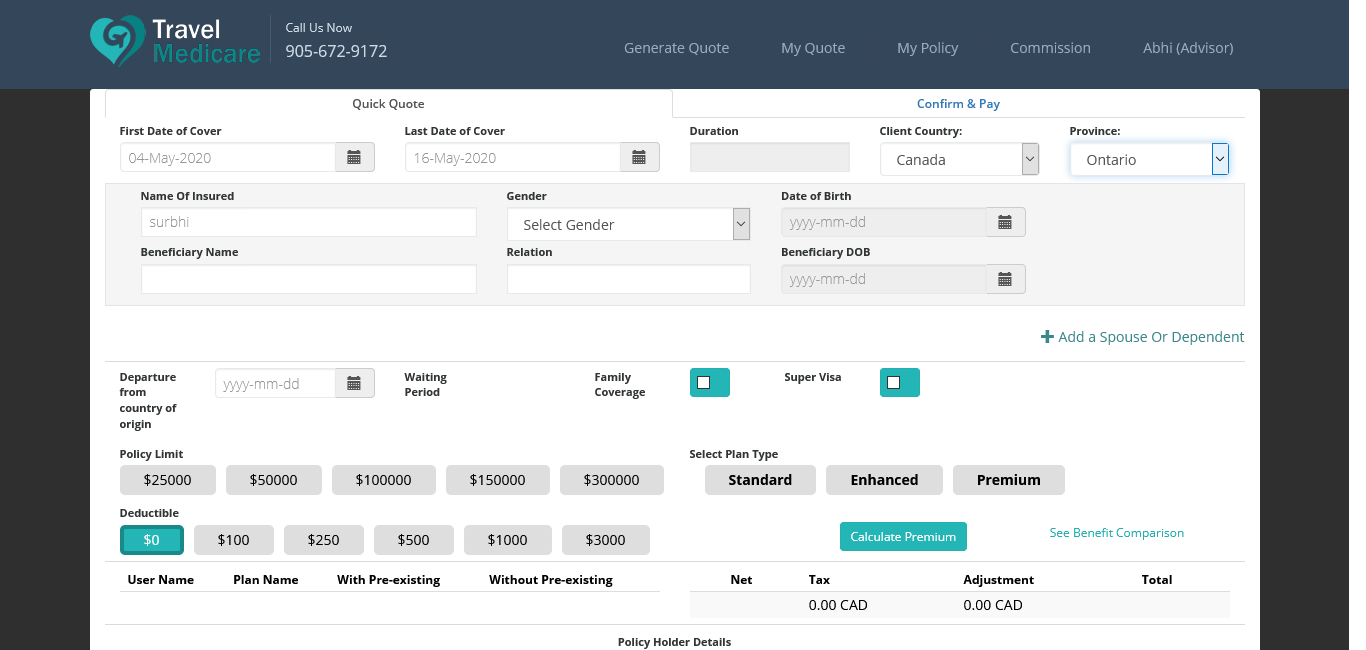 Travel
Medicare
Call Us Now
905-672-9172
Generate Quote My Quote My Policy Commission Abhi (Advisor)
Quick Quote Confirm & Pay
First Date of Cover Last Date of Cover Duration Client Country: Province:
04-May-2020 16-May-2020 Canada Ontario
Name Of Insured Gender Date of Birth
surbhi Select Gender yyyy-mm-dd
Beneficiary Name Relation Beneficiary DOB
yyyy-mm-dd
Add a Spouse Or Dependent
Departure from country of origin yyyy-mm-dd Waiting Period Family Coverage Super Visa
Policy Limit Select Plan Type
$25000 $50000 $100000 $150000 $300000 Standard Enhanced Premium
Deductible
$0 $100 $250 $500 $1000 $3000 Calculate Premium See Benefit Comparison
User Name Plan Name With Pre-existing Without Pre-existing Net Tax Adjustment Total
0.00 CAD 0.00 CAD
Policy Holder Details